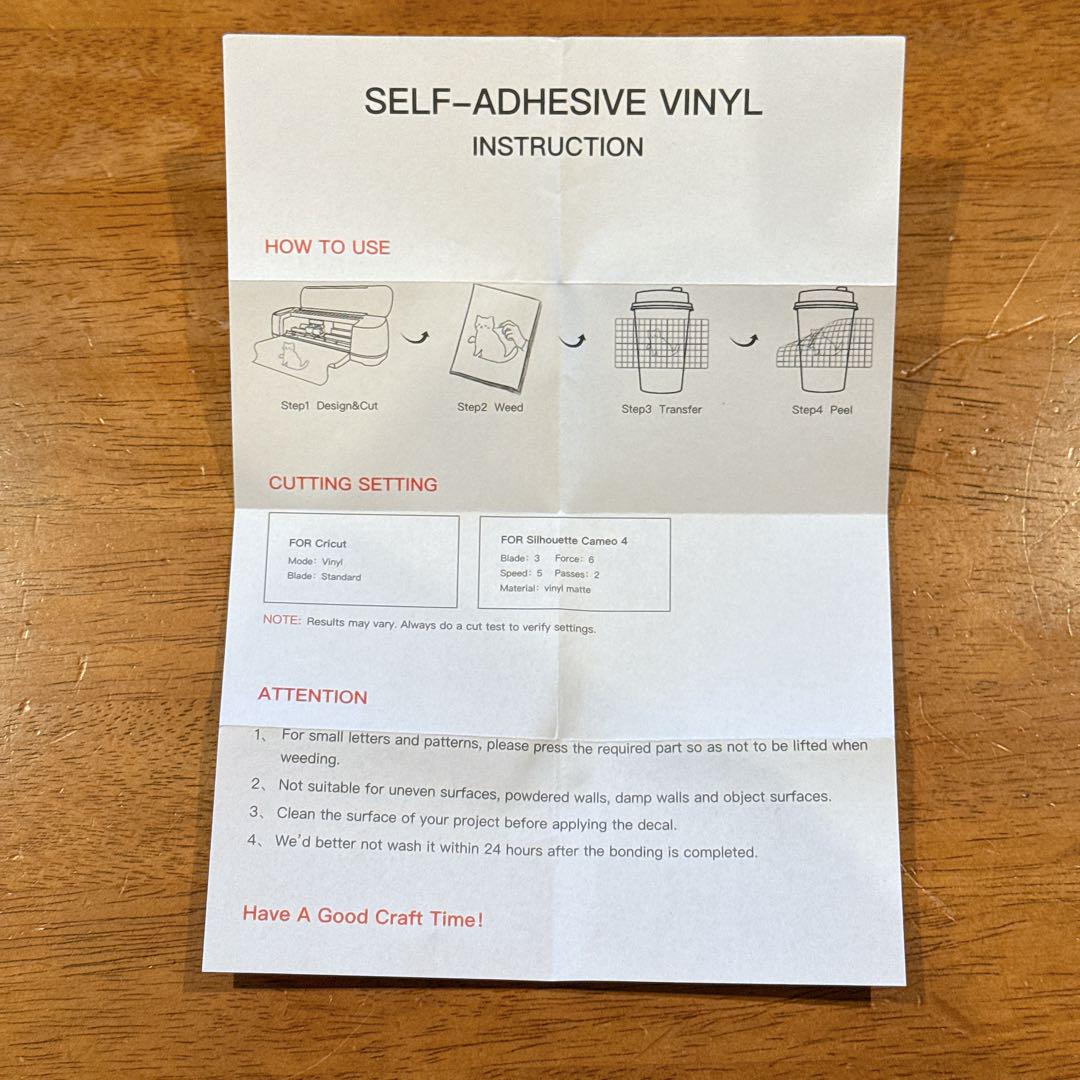 SELF-ADHESIVE VINYL
INSTRUCTION
HOW TO USE
Step1 Design&Cut
Step2 Weed
Step3 Transfer
Step4 Peel
CUTTING SETTING
FOR Cricut
Mode: Vinyl
Blade: Standard
FOR Silhouette Cameo 4
Blade: 3 Force: 6
Speed: 5 Passes: 2
Material: vinyl matte
NOTE: Results may vary. Always do a cut test to verify settings.
ATTENTION
1、 For small letters and patterns, please press the required part so as not to be lifted when
weeding.
2、 Not suitable for uneven surfaces, powdered walls, damp walls and object surfaces.
3、 Clean the surface of your project before applying the decal.
4、 We'd better not wash it within 24 hours after the bonding is completed.
Have A Good Craft Time!